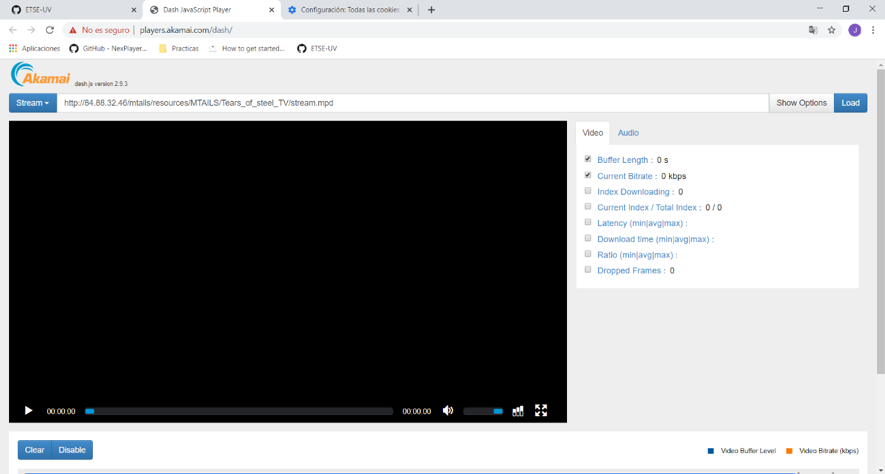 ETSE-UV
Dash JavaScript Player
Configuración: Todas las cookies
No es seguro | players.akamai.com/dash/
J
Aplicaciones
GitHub - NexPlayer...
Practicas
How to get started...
ETSE-UV
Akamai
dash.js version 2.9.3
Stream
http://84.88.32.46/mtails/resources/MTAILS/Tears_of_steel_TV/stream.mpd
Show Options
Load
Video
Audio
Buffer Length : 0 s
Current Bitrate : 0 kbps
Index Downloading : 0
Current Index / Total Index : 0 / 0
Latency (min|avg|max) :
Download time (min|avg|max) :
Ratio (min|avg|max) :
Dropped Frames : 0
00:00:00
00:00:00
Clear
Disable
Video Buffer Level
Video Bitrate (kbps)